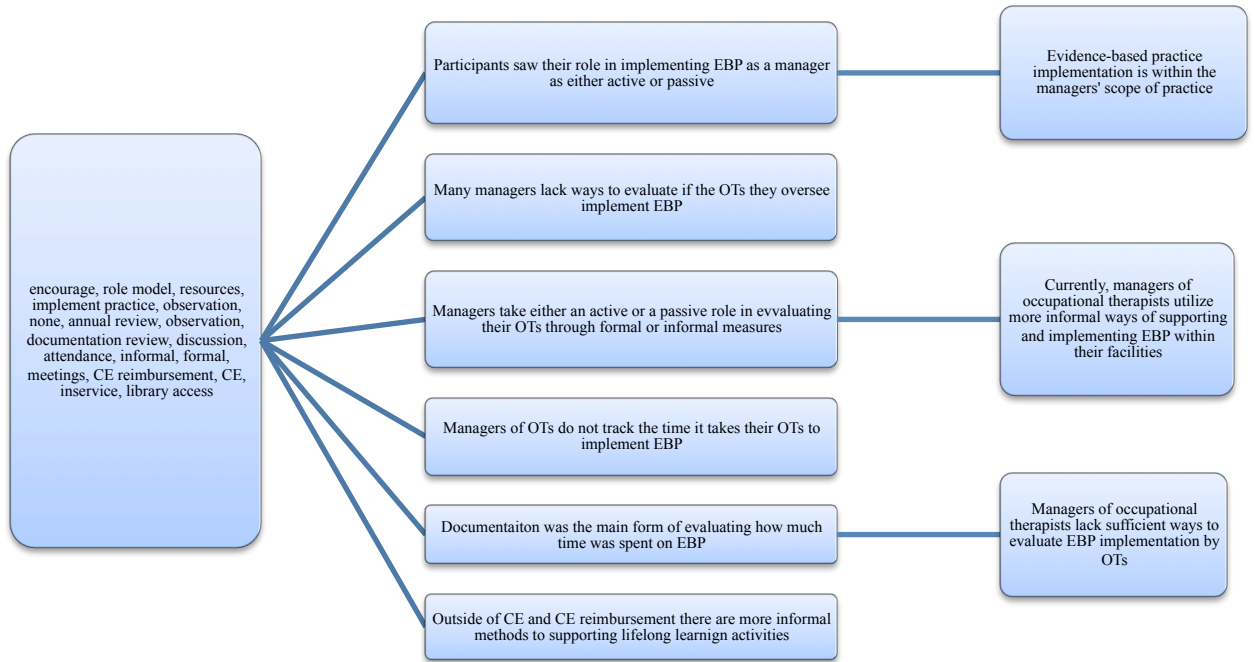 encourage, role model, resources,
implement practice, observation,
none, annual review, observation,
documentation review, discussion,
attendance, informal, formal,
meetings, CE reimbursement, CE,
inservice, library access
Participants saw their role in implementing EBP as a manager
as either active or passive
Many managers lack ways to evaluate if the OTs they oversee
implement EBP
Managers take either an active or a passive role in evvaluating
their OTs through formal or informal measures
Managers of OTs do not track the time it takes their OTs to
implement EBP
Documentaiton was the main form of evaluating how much
time was spent on EBP
Outside of CE and CE reimbursement there are more informal
methods to supporting lifelong learnign activities
Evidence-based practice
implementation is within the
managers' scope of practice
Currently, managers of
occupational therapists utilize
more informal ways of supporting
and implementing EBP within
their facilities
Managers of occupational
therapists lack sufficient ways to
evaluate EBP implementation by
OTs